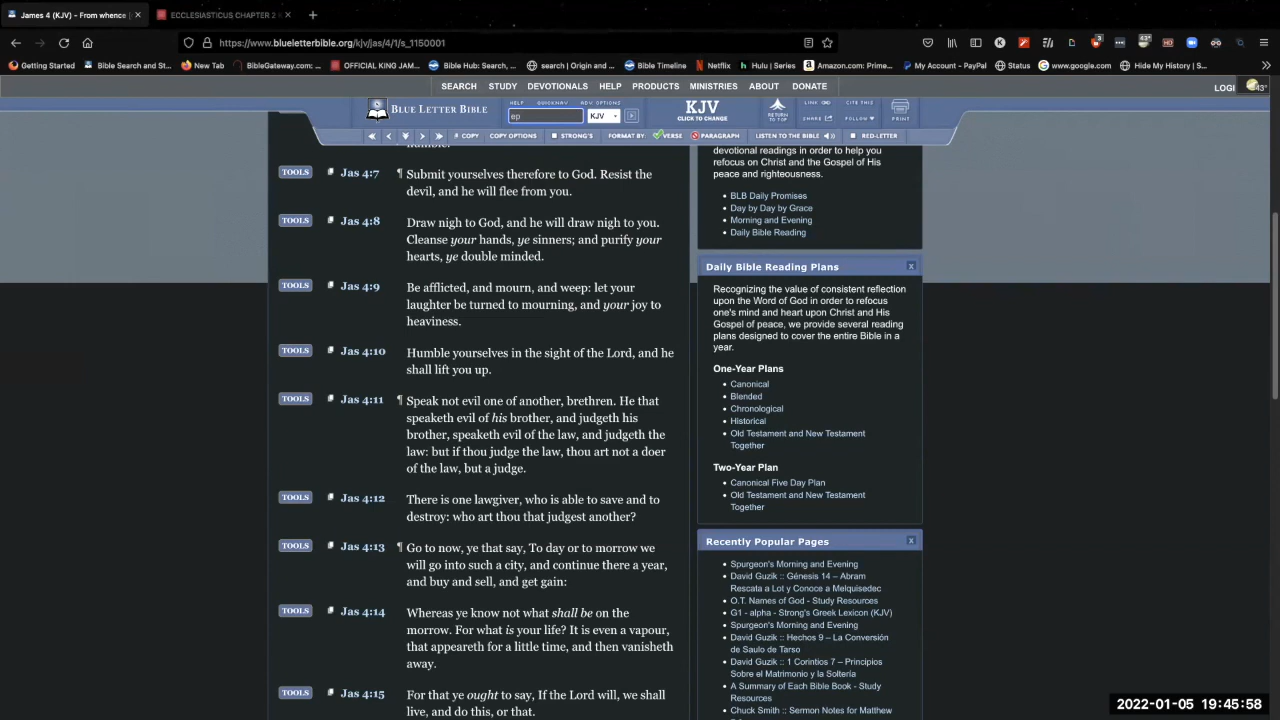 James 4 (KJV) - From whence
ECCLESIASTICUS CHAPTER 2
https://www.blueletterbible.org/kjv/jas/4/1/s_1150001
Getting Started
Bible Search and St...
New Tab
BibleGateway.com:...
OFFICIAL KING JAM...
Bible Hub: Search,...
search | Origin and ...
Bible Timeline
Netflix
Hulu | Series
Amazon.com: Prime...
My Account - PayPal
Status
www.google.com
Hide My History | S...
SEARCH STUDY DEVOTIONALS HELP PRODUCTS MINISTRIES ABOUT DONATE
LOGI
43°
BLUE LETTER BIBLE
HELP QUICKNAV ADV. OPTIONS
ep
KJV
KJV
CLICK TO CHANGE
RETURN
TO TOP
LINK
SHARE
CITE THIS
FOLLOW
PRINT
COPY COPY OPTIONS STRONG'S FORMAT BY: VERSE PARAGRAPH LISTEN TO THE BIBLE RED-LETTER
humble.
TOOLS Jas 4:7 ¶ Submit yourselves therefore to God. Resist the
devil, and he will flee from you.
TOOLS Jas 4:8 Draw nigh to God, and he will draw nigh to you.
Cleanse your hands, ye sinners; and purify your
hearts, ye double minded.
TOOLS Jas 4:9 Be afflicted, and mourn, and weep: let your
laughter be turned to mourning, and your joy to
heaviness.
TOOLS Jas 4:10 Humble yourselves in the sight of the Lord, and he
shall lift you up.
TOOLS Jas 4:11 ¶ Speak not evil one of another, brethren. He that
speaketh evil of his brother, and judgeth his
brother, speaketh evil of the law, and judgeth the
law: but if thou judge the law, thou art not a doer
of the law, but a judge.
TOOLS Jas 4:12 There is one lawgiver, who is able to save and to
destroy: who art thou that judgest another?
TOOLS Jas 4:13 ¶ Go to now, ye that say, To day or to morrow we
will go into such a city, and continue there a year,
and buy and sell, and get gain:
TOOLS Jas 4:14 Whereas ye know not what shall be on the
morrow. For what is your life? It is even a vapour,
that appeareth for a little time, and then vanisheth
away.
TOOLS Jas 4:15 For that ye ought to say, If the Lord will, we shall
live, and do this, or that.
devotional readings in order to help you
refocus on Christ and the Gospel of His
peace and righteousness.
• BLB Daily Promises
• Day by Day by Grace
• Morning and Evening
• Daily Bible Reading
Daily Bible Reading Plans x
Recognizing the value of consistent reflection
upon the Word of God in order to refocus
one's mind and heart upon Christ and His
Gospel of peace, we provide several reading
plans designed to cover the entire Bible in a
year.
One-Year Plans
• Canonical
• Blended
• Chronological
• Historical
• Old Testament and New Testament
Together
Two-Year Plan
• Canonical Five Day Plan
• Old Testament and New Testament
Together
Recently Popular Pages x
• Spurgeon's Morning and Evening
• David Guzik :: Génesis 14 – Abram
Rescata a Lot y Conoce a Melquisedec
• O.T. Names of God - Study Resources
• G1 - alpha - Strong's Greek Lexicon (KJV)
• Spurgeon's Morning and Evening
• David Guzik :: Hechos 9 – La Conversión
de Saulo de Tarso
• David Guzik :: 1 Corintios 7 – Principios
Sobre el Matrimonio y la Soltería
• A Summary of Each Bible Book - Study
Resources
• Chuck Smith :: Sermon Notes for Matthew
2022-01-05 19:45:58